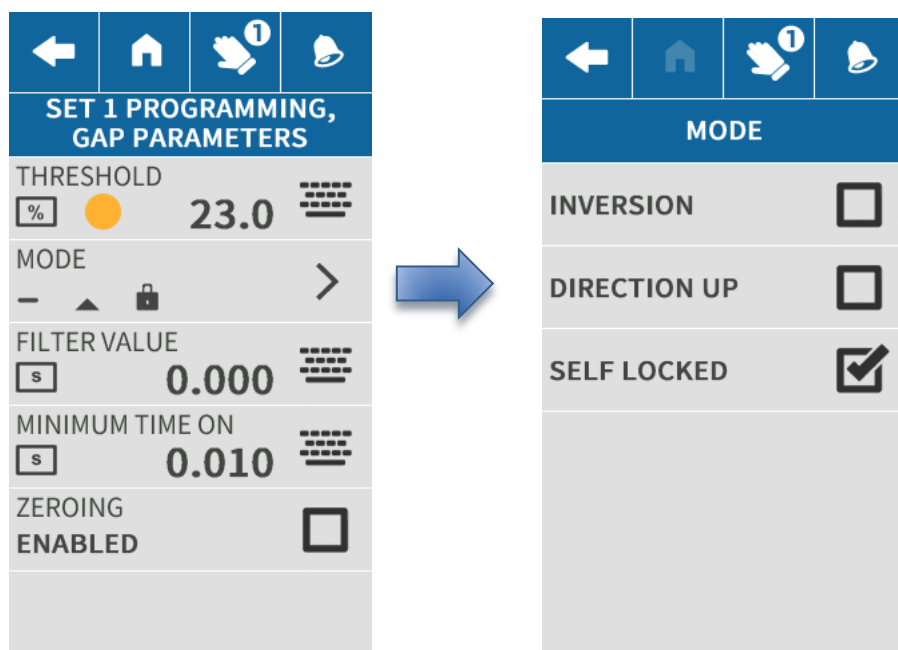 1
SET 1 PROGRAMMING,
GAP PARAMETERS
THRESHOLD
% 23.0
MODE
FILTER VALUE
s 0.000
MINIMUM TIME ON
s 0.010
ZEROING
ENABLED
1
MODE
INVERSION
DIRECTION UP
SELF LOCKED